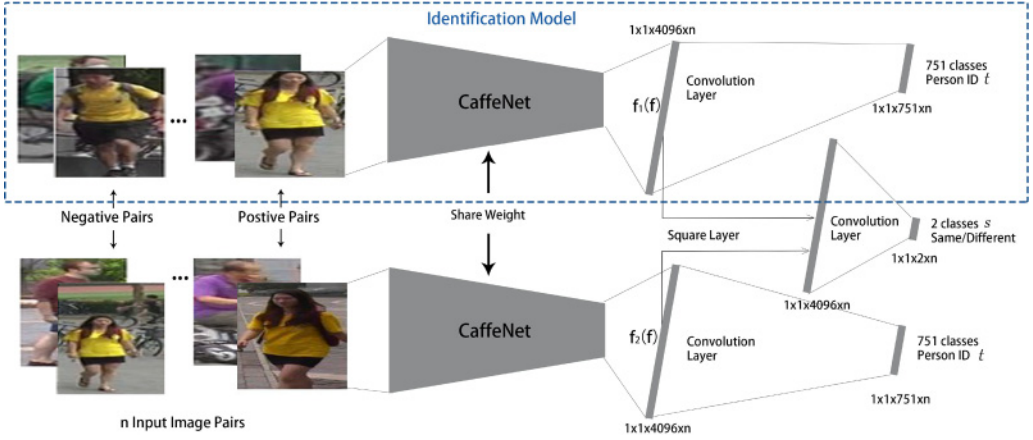 Identification Model
1x1x4096xn
CaffeNet
f₁(f)
Convolution
Layer
751 classes
Person ID t
1x1x751xn
...
Negative Pairs
Postive Pairs
Share Weight
Square Layer
Convolution
Layer
2 classes s
Same/Different
1x1x2xn
1x1x4096xn
...
CaffeNet
f₂(f)
Convolution
Layer
751 classes
Person ID t
1x1x751xn
n Input Image Pairs
1x1x4096xn